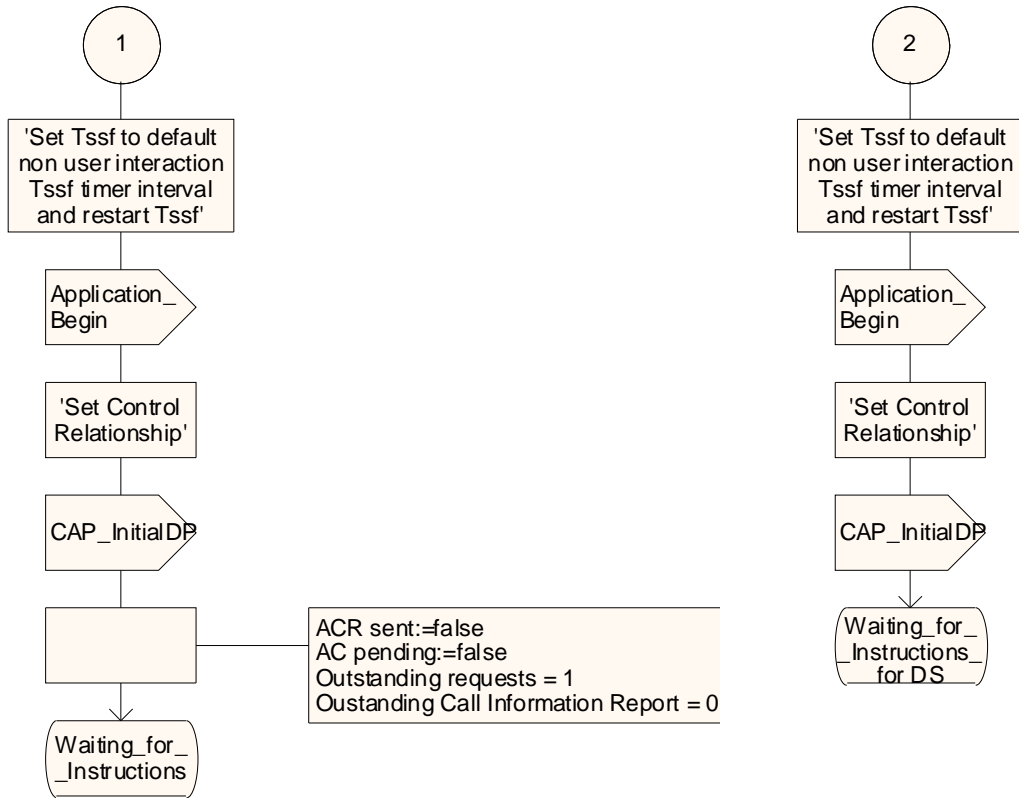 1
'Set Tssf to default
non user interaction
Tssf timer interval
and restart Tssf'
Application_
Begin
'Set Control
Relationship'
CAP_InitialDP
ACR sent:=false
AC pending:=false
Outstanding requests = 1
Oustanding Call Information Report = 0
Waiting_for_
_Instructions
2
'Set Tssf to default
non user interaction
Tssf timer interval
and restart Tssf'
Application_
Begin
'Set Control
Relationship'
CAP_InitialDP
Waiting_for_
_Instructions_
for DS